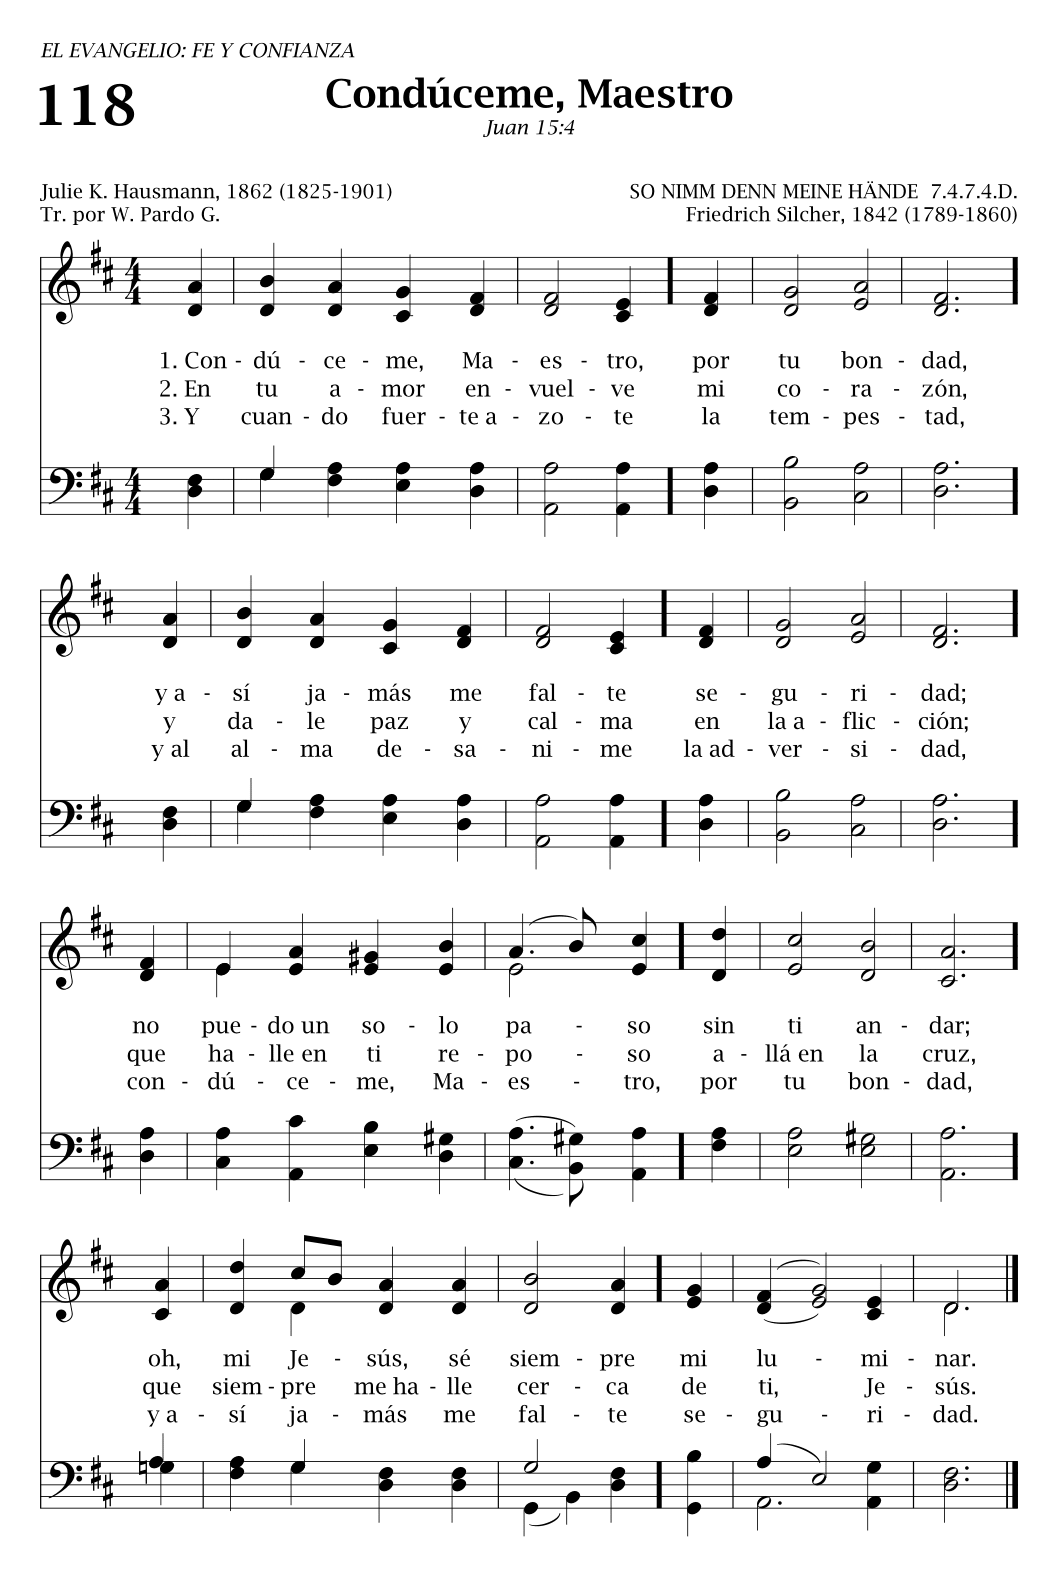 EL EVANGELIO: FE Y CONFIANZA
118
Condúceme, Maestro
Juan 15:4
Julie K. Hausmann, 1862 (1825-1901)
SO NIMM DENN MEINE HÄNDE 7.4.7.4.D.
Tr. por W. Pardo G.
Friedrich Silcher, 1842 (1789-1860)
4
4
1. Con - dú - ce - me, Ma - es - tro, por tu bon - dad,
2. En tu a - mor en - vuel - ve mi co - ra - zón,
3. Y cuan - do fuer - te a - zo - te la tem - pes - tad,
4
4
y a - sí ja - más me fal - te se - gu - ri - dad;
y da - le paz y cal - ma en la a - flic - ción;
y al al - ma de - sa - ni - me la ad - ver - si - dad,
no pue - do un so - lo pa - so sin ti an - dar;
que ha - lle en ti re - po - so a - llá en la cruz,
con - dú - ce - me, Ma - es - tro, por tu bon - dad,
oh, mi Je - sús, sé siem - pre mi lu - mi - nar.
que siem - pre me ha - lle cer - ca de ti, Je - sús.
y a - sí ja - más me fal - te se - gu - ri - dad.